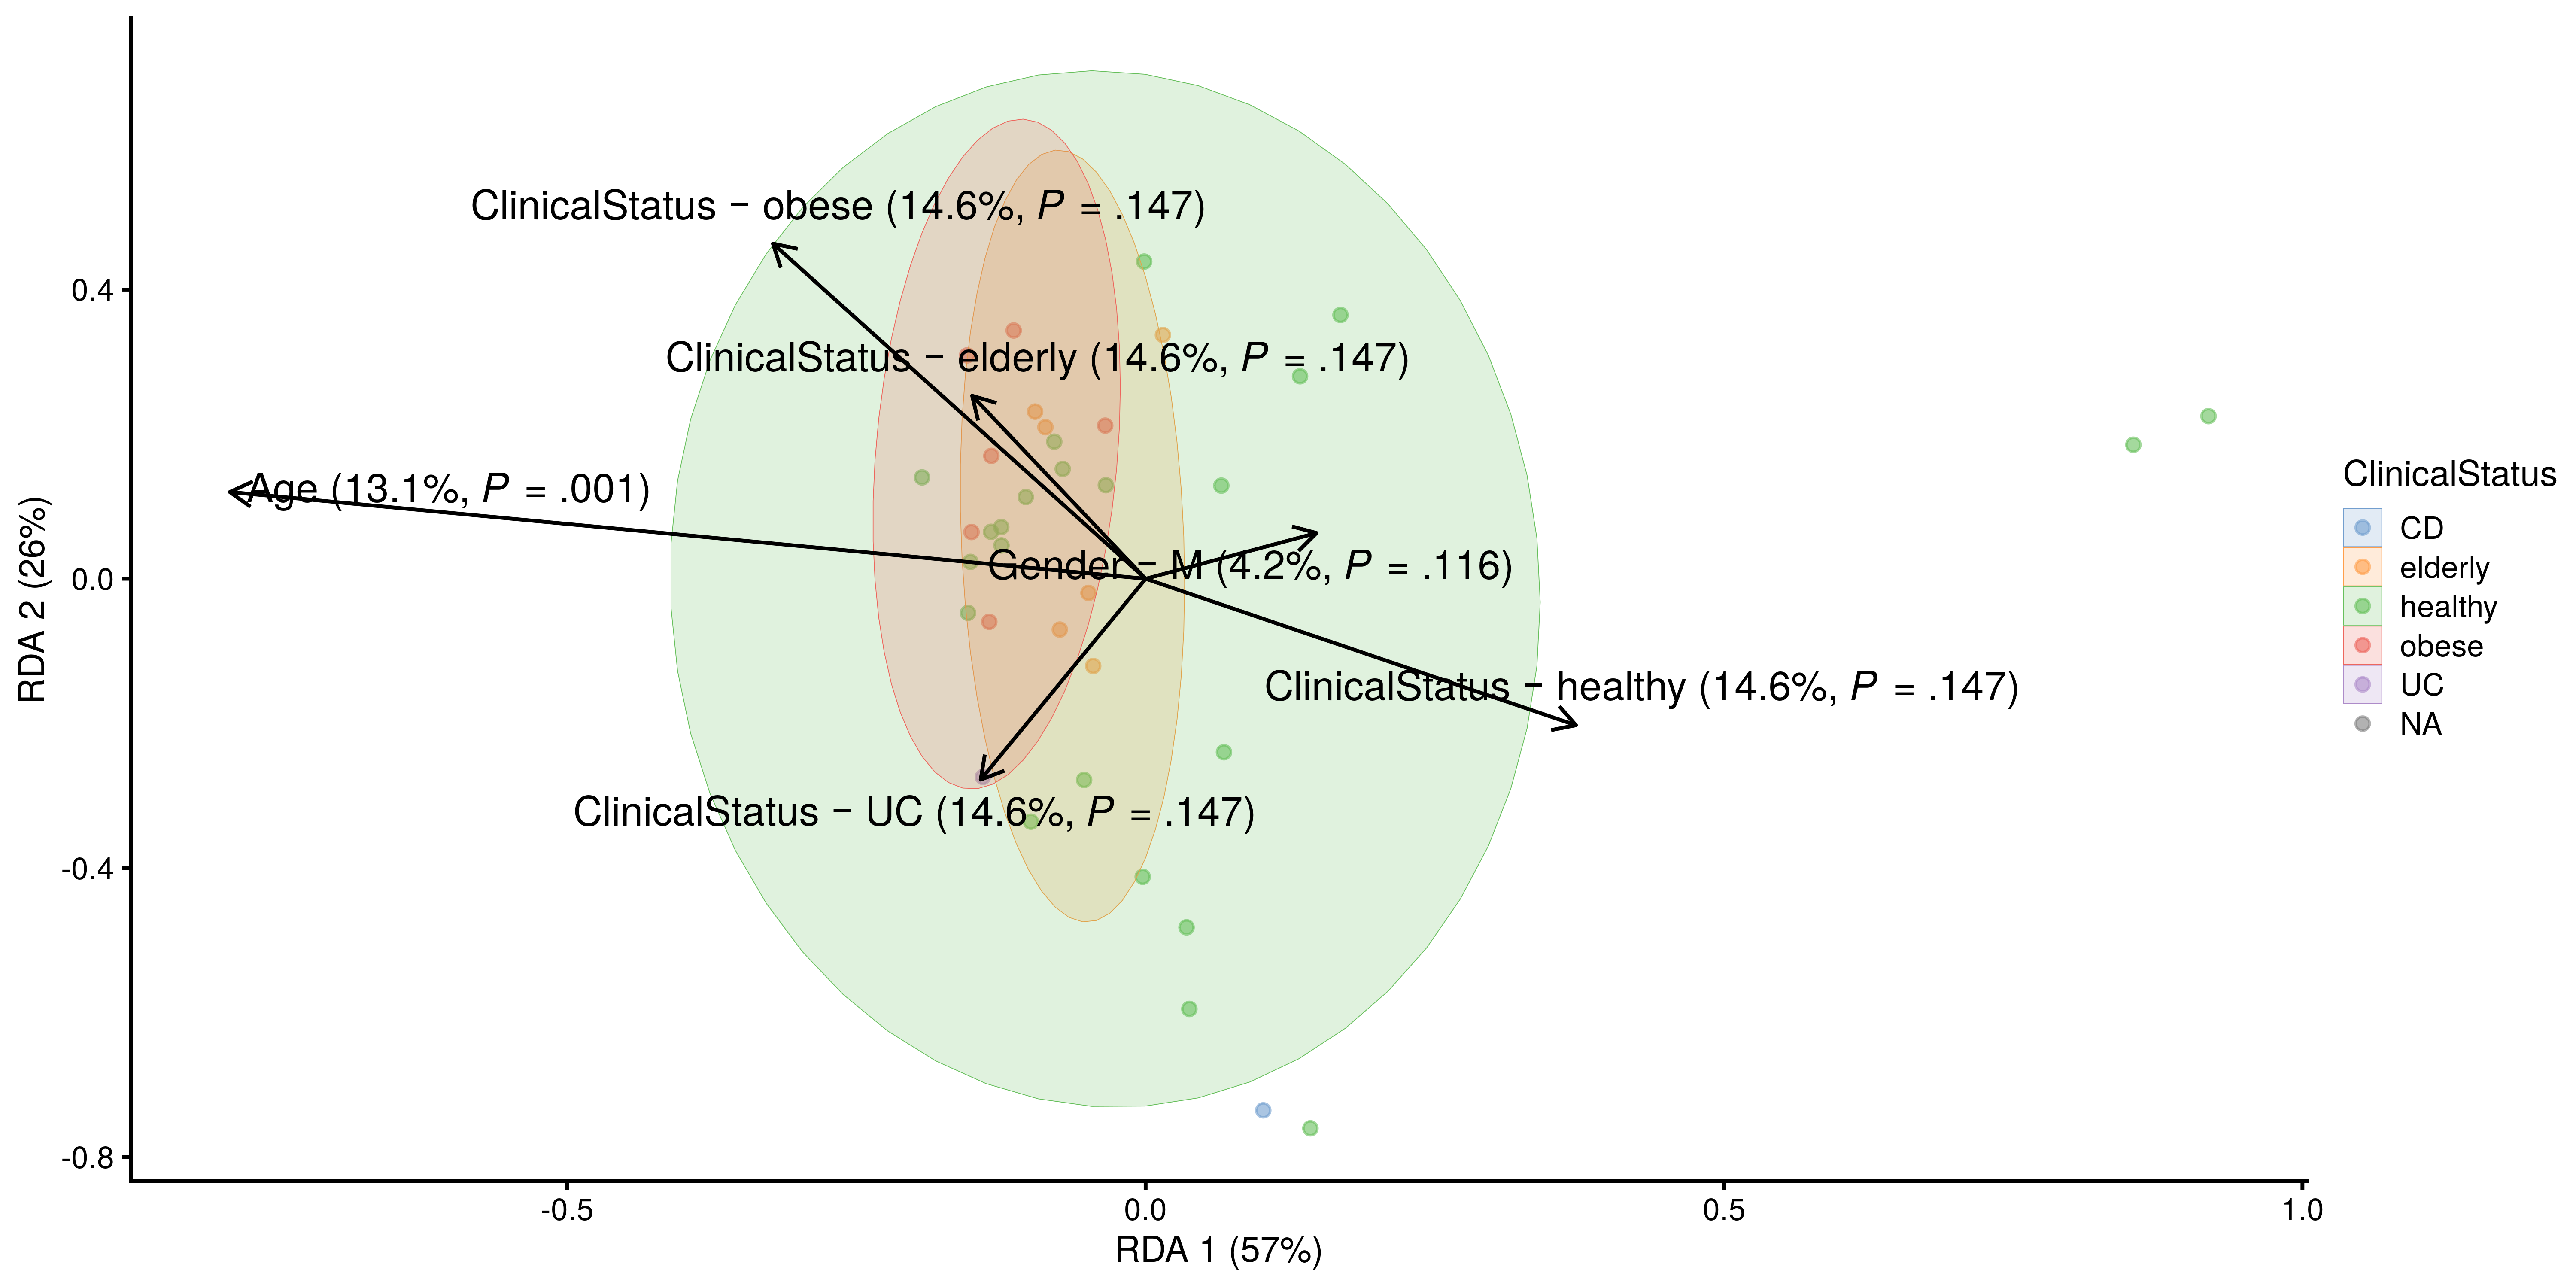 ClinicalStatus − obese (14.6%, P = .147)
ClinicalStatus − elderly (14.6%, P = .147)
Age (13.1%, P = .001)
Gender − M (4.2%, P = .116)
ClinicalStatus − healthy (14.6%, P = .147)
ClinicalStatus − UC (14.6%, P = .147)
0.4
0.0
-0.4
-0.8
RDA 2 (26%)
-0.5
0.0
0.5
1.0
RDA 1 (57%)
ClinicalStatus
CD
elderly
healthy
obese
UC
NA